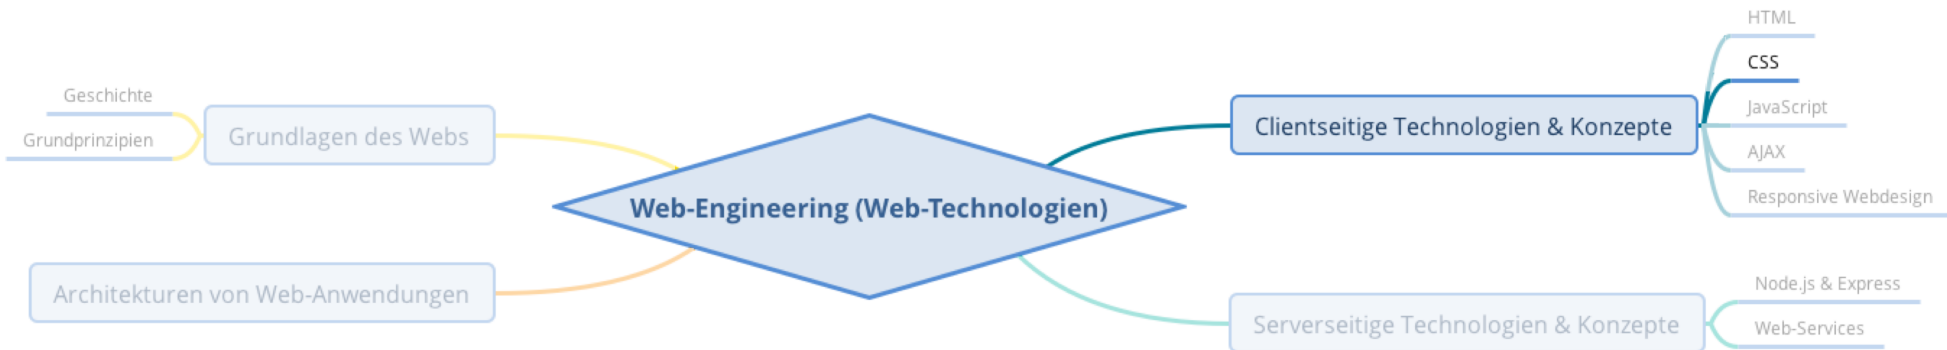 Geschichte
Grundprinzipien
Grundlagen des Webs
Architekturen von Web-Anwendungen
Web-Engineering (Web-Technologien)
Clientseitige Technologien & Konzepte
HTML
CSS
JavaScript
AJAX
Responsive Webdesign
Serverseitige Technologien & Konzepte
Node.js & Express
Web-Services